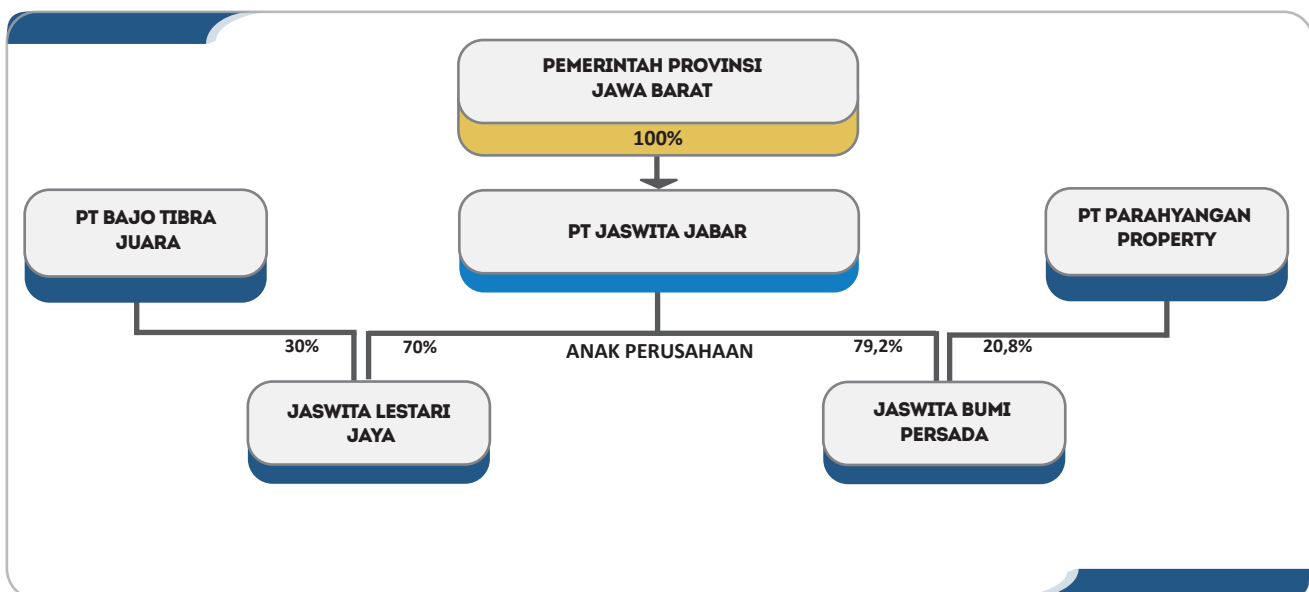 PEMERINTAH PROVINSI
JAWA BARAT
100%
PT BAJO TIBRA
JUARA
PT JASWITA JABAR
PT PARAHYANGAN
PROPERTY
30%
70%
ANAK PERUSAHAAN
79,2%
20,8%
JASWITA LESTARI
JAYA
JASWITA BUMI
PERSADA